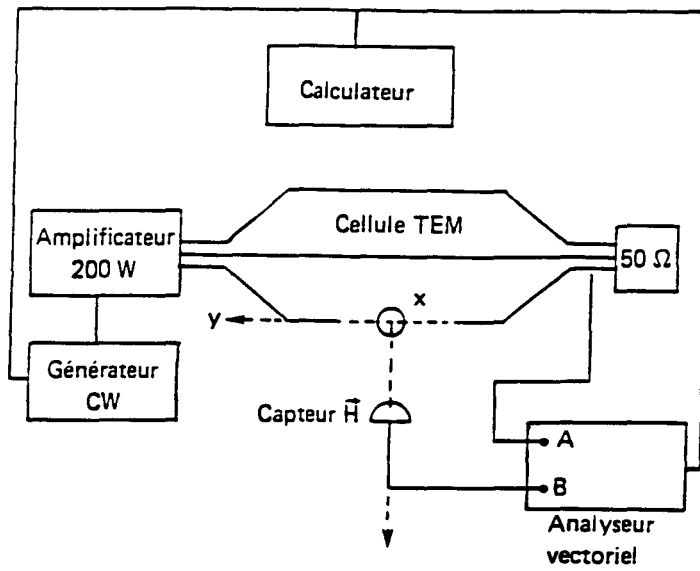 Calculateur
Cellule TEM
Amplificateur
200 W
50 Ω
x
y
Générateur
CW
Capteur H⃗
A
B
Analyseur
vectoriel